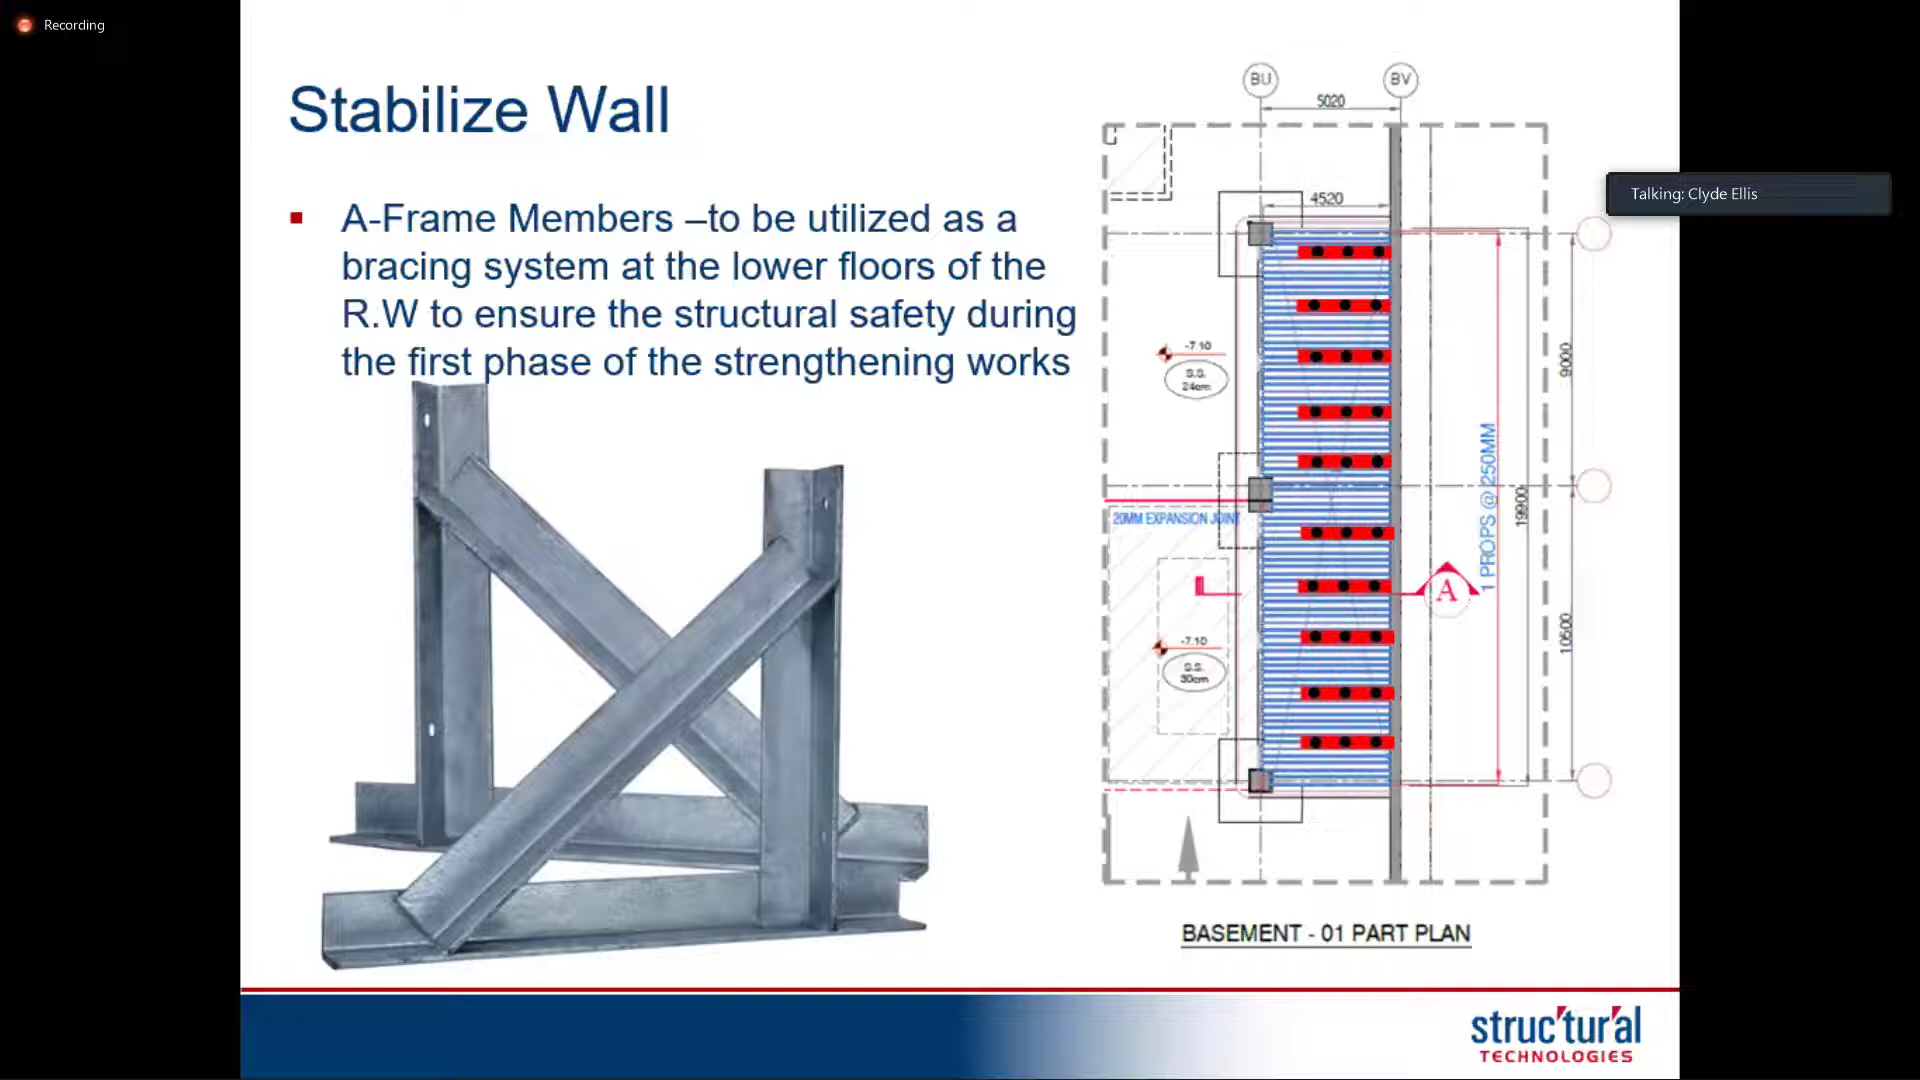 Recording
Stabilize Wall
A-Frame Members –to be utilized as a
bracing system at the lower floors of the
R.W to ensure the structural safety during
the first phase of the strengthening works
BU
BV
5020
4520
Talking: Clyde Ellis
-7.10
S.S.
24cm
9000
1 PROPS @ 250MM
19900
20MM EXPANSION JOINT
A
-7.10
S.S.
30cm
10500
BASEMENT - 01 PART PLAN
struc'tur'al
TECHNOLOGIES